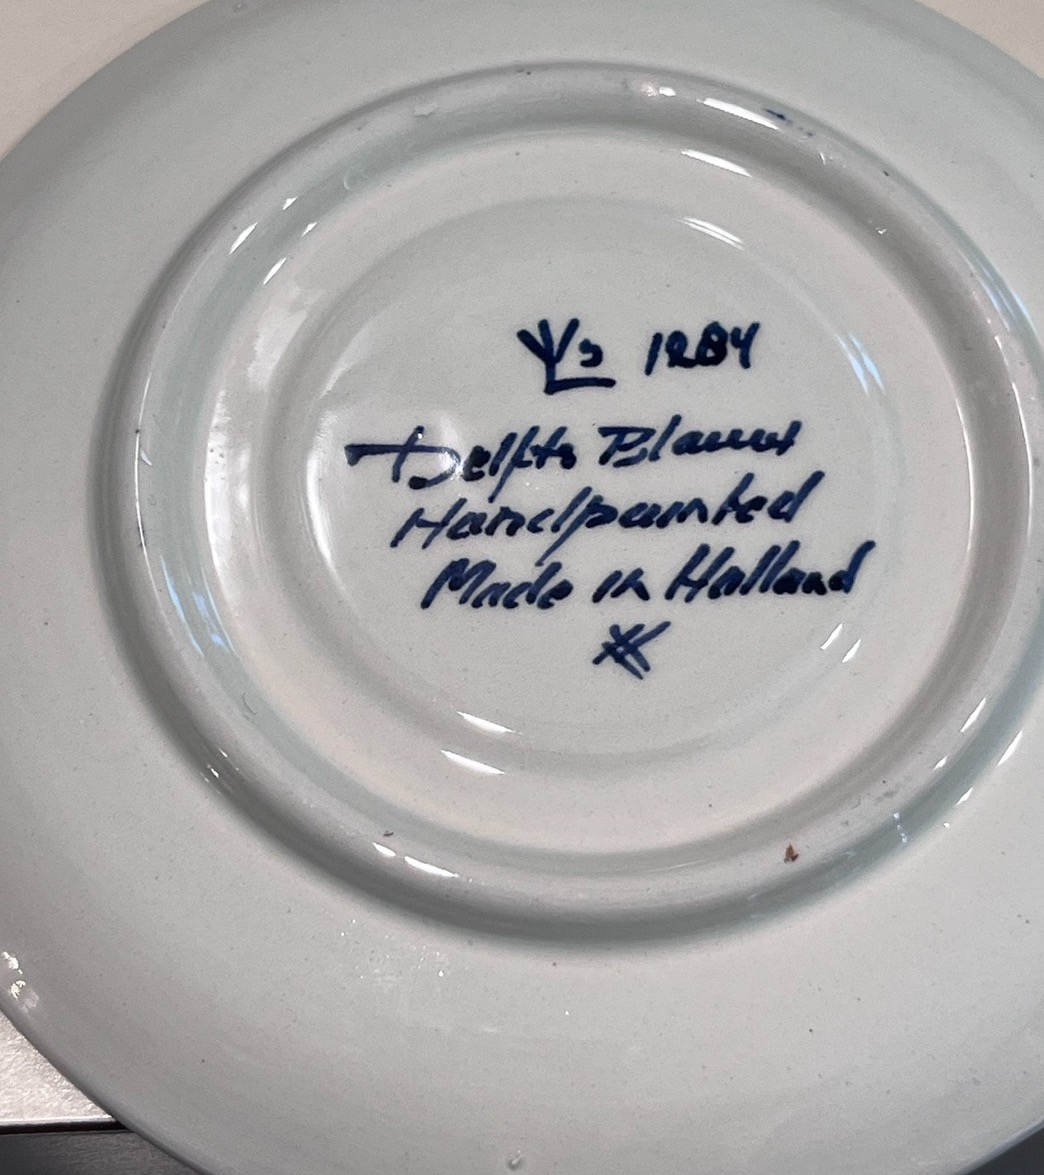 1284
Delfts Blauw
Handpainted
Made in Holland